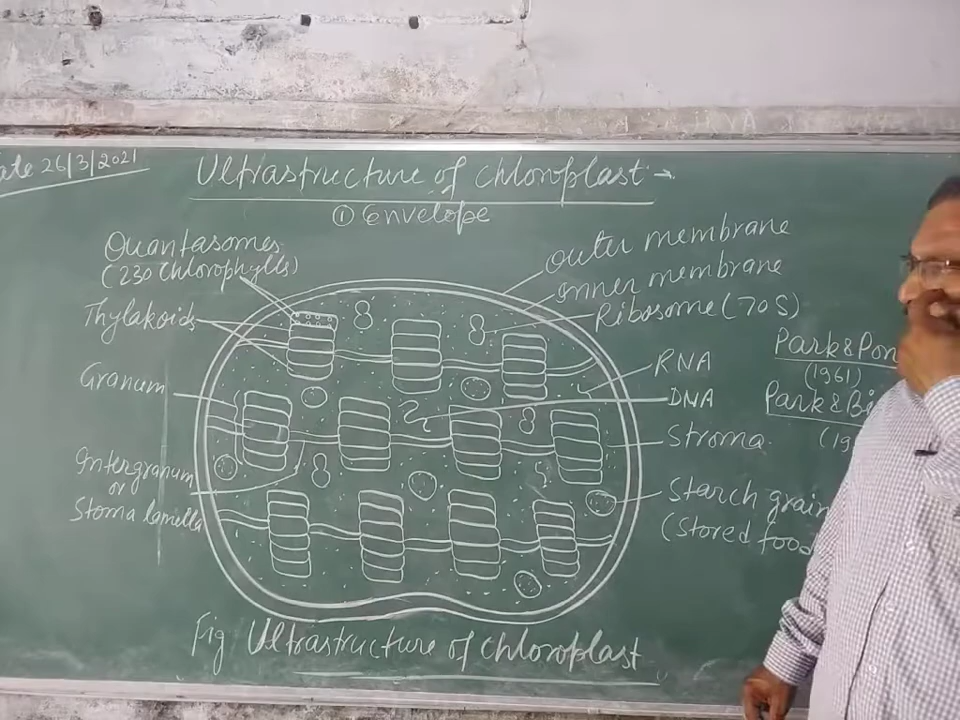 Date 26/3/2021
Ultrastructure of chloroplast →
① Envelope
Quantasomes
(230 Chlorophylls)
Thylakoids
Granum
Intergranum
or
Stoma lamella
Outer membrane
Inner membrane
Ribosome (70 S)
RNA
DNA
Stroma
Starch grain
(Stored food
Park & Pon
(1961)
Park & Bi
(19
Fig Ultrastructure of chloroplast